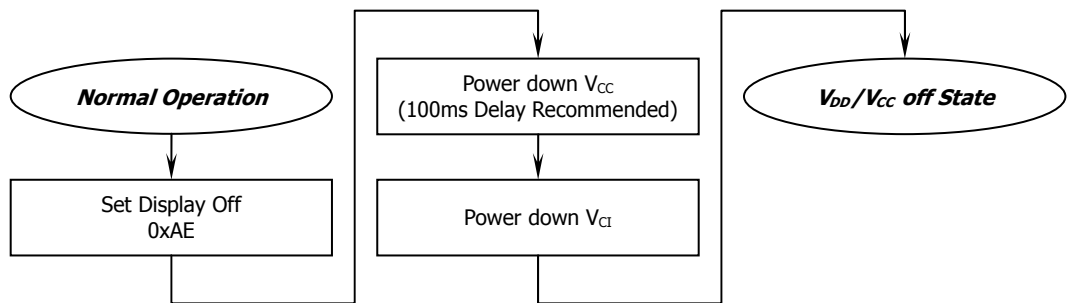 Normal Operation
Set Display Off
0xAE
Power down VCC
(100ms Delay Recommended)
Power down VCI
VDD/VCC off State